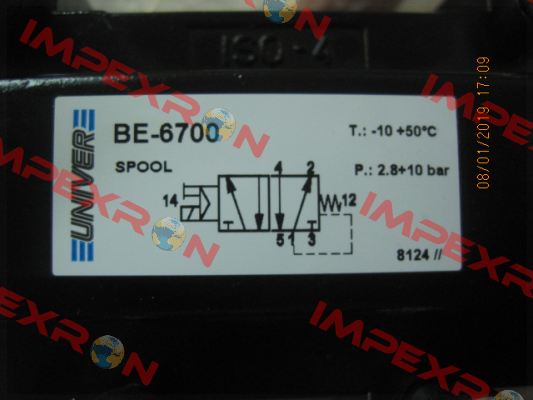 ISO-4
UNIVER
BE-6700
SPOOL
T.: -10 +50°C
P.: 2.8÷10 bar
14
4 2
12
5 1 3
8124 //
08/01/2019 17:09
IMPEXRON
IMPEXRON
IMPEXRON
IMPEXRON
IMPEXRON
IMPEXRON